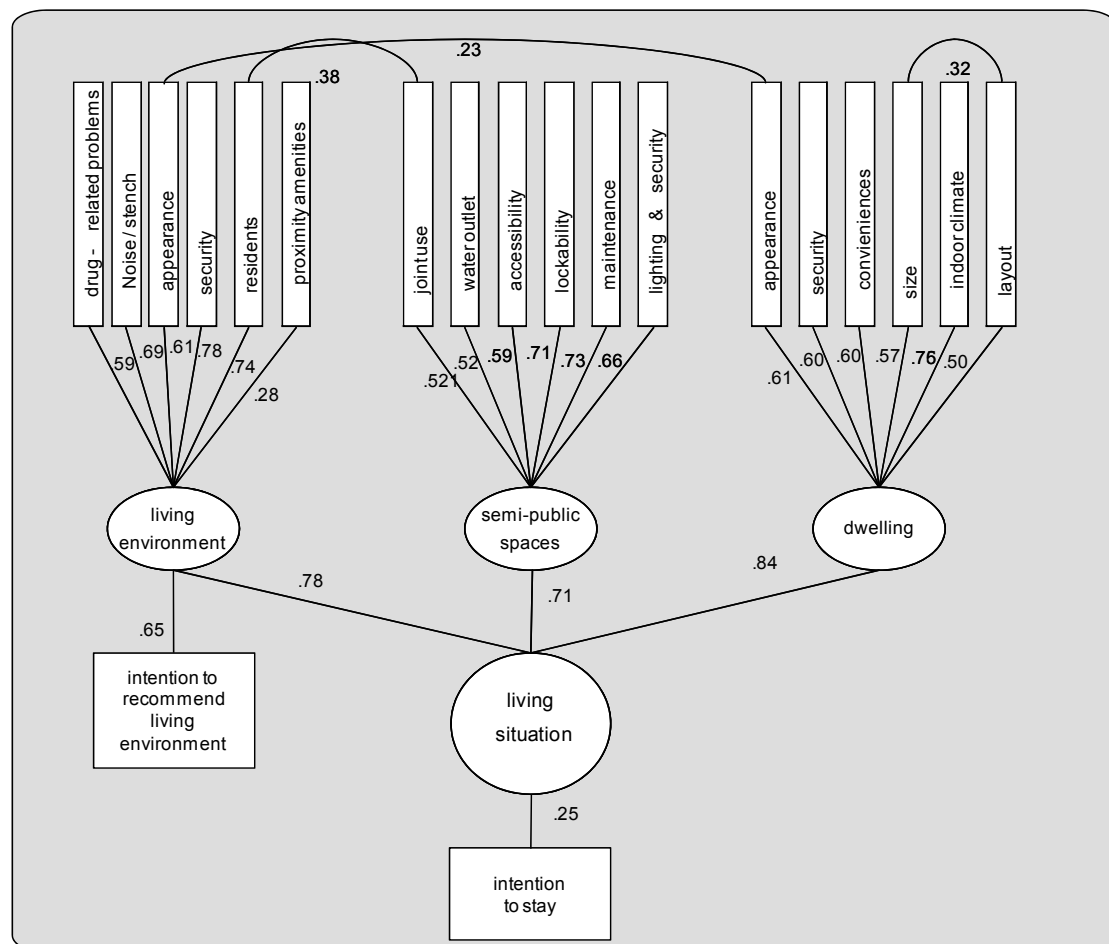 .23
.38
.32
drug - related problems
Noise / stench
appearance
security
residents
proximity amenities
joint use
water outlet
accessibility
lockability
maintenance
lighting & security
appearance
security
convieniences
size
indoor climate
layout
.59
.69
.61
.78
.74
.28
.521
.52
.59
.71
.73
.66
.61
.60
.60
.57
.76
.50
living
environment
semi-public
spaces
dwelling
.78
.71
.84
.65
intention to
recommend
living
environment
living
situation
.25
intention
to stay